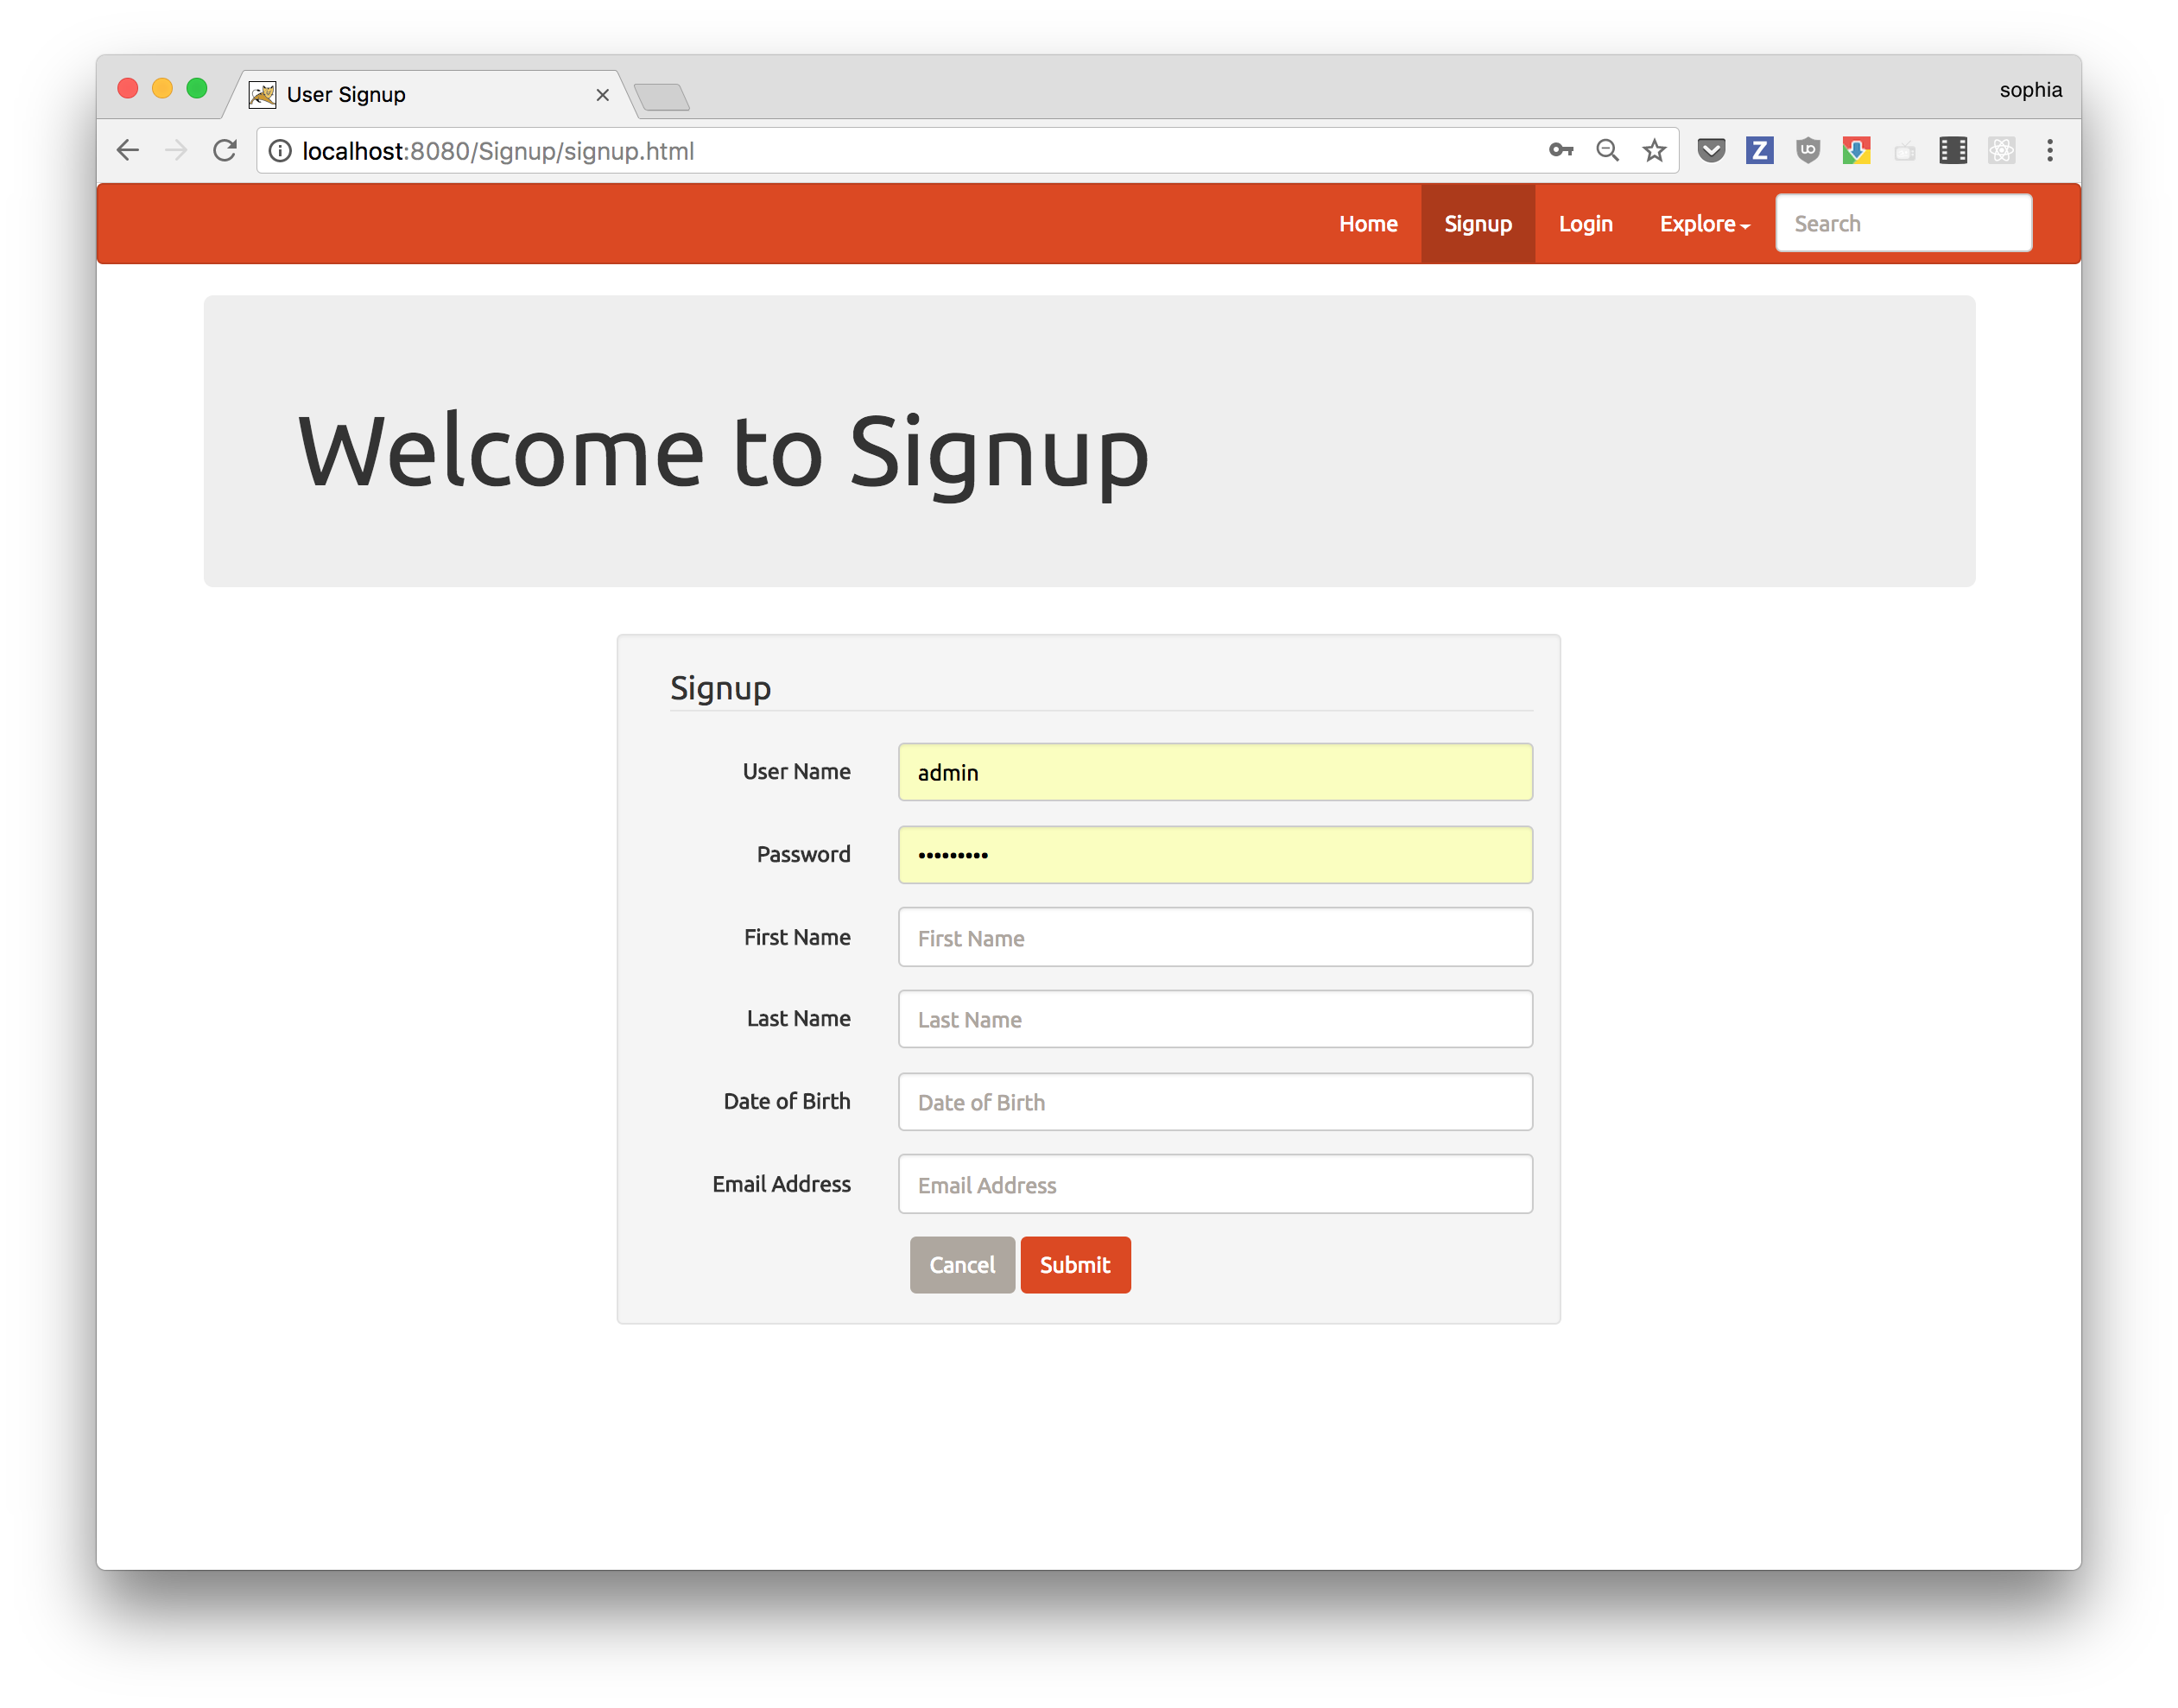 User Signup
sophia
localhost:8080/Signup/signup.html
Home Signup Login Explore Search
Welcome to Signup
Signup
User Name admin
Password •••••••••
First Name First Name
Last Name Last Name
Date of Birth Date of Birth
Email Address Email Address
Cancel Submit